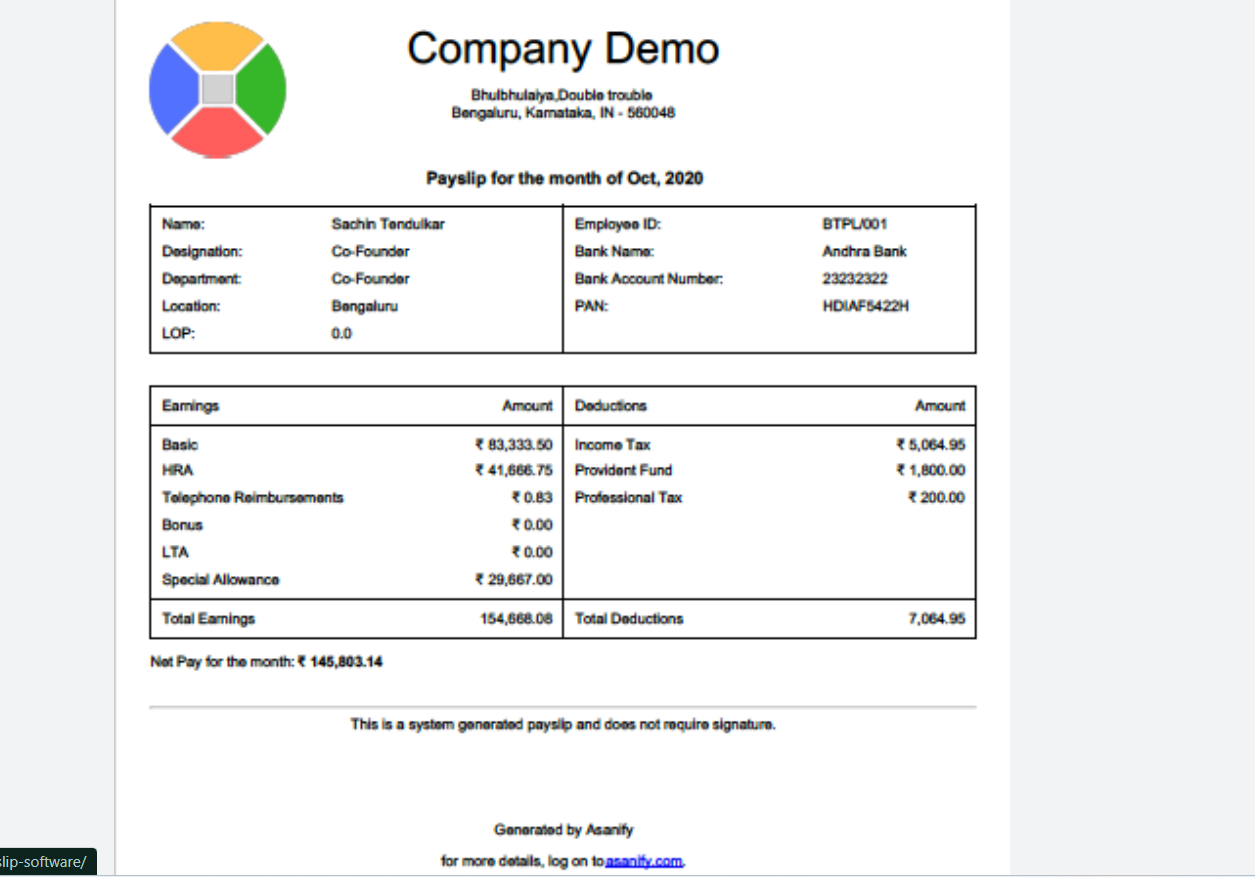 Company Demo
Bhulbhulaiya,Double trouble
Bengaluru, Karnataka, IN - 560048
Payslip for the month of Oct, 2020
Name: Sachin Tendulkar Employee ID: BTPL/001
Designation: Co-Founder Bank Name: Andhra Bank
Department: Co-Founder Bank Account Number: 23232322
Location: Bengaluru PAN: HDIAF5422H
LOP: 0.0
Earnings Amount Deductions Amount
Basic ₹ 83,333.50 Income Tax ₹ 5,064.95
HRA ₹ 41,666.75 Provident Fund ₹ 1,800.00
Telephone Reimbursements ₹ 0.83 Professional Tax ₹ 200.00
Bonus ₹ 0.00
LTA ₹ 0.00
Special Allowance ₹ 29,667.00
Total Earnings 154,668.08 Total Deductions 7,064.95
Net Pay for the month: ₹ 145,803.14
This is a system generated payslip and does not require signature.
Generated by Asanify
for more details, log on to asanify.com.
slip-software/